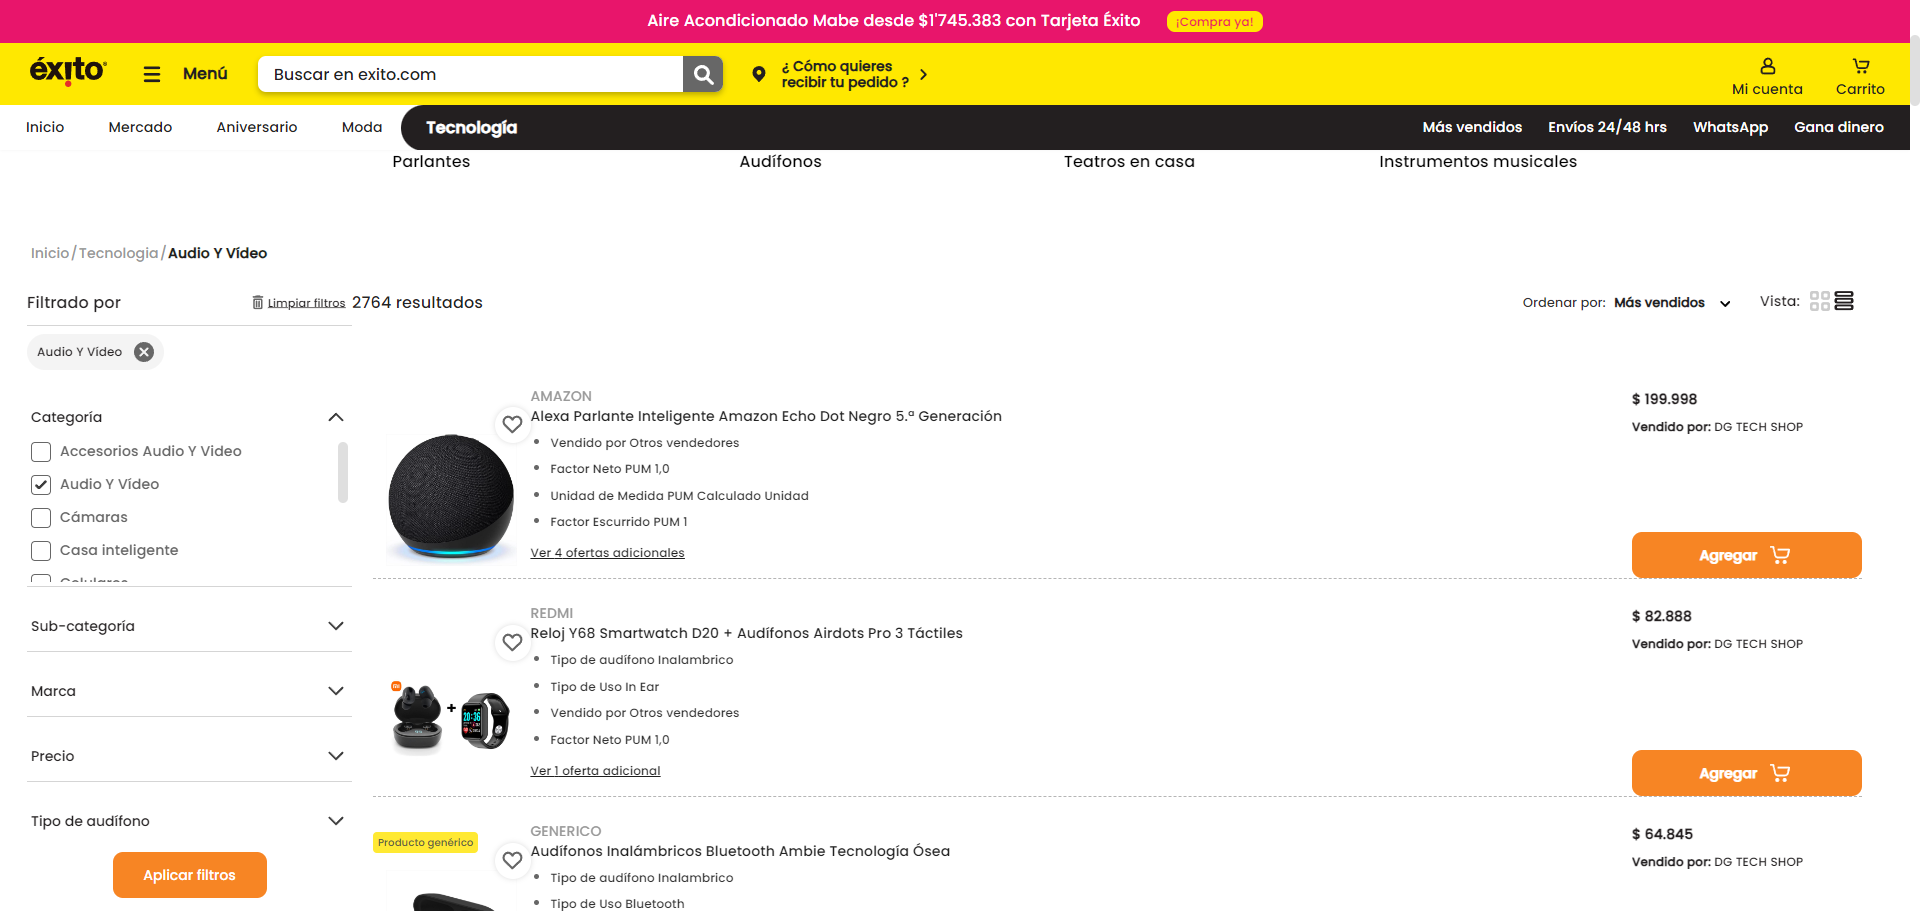 Aire Acondicionado Mabe desde $1'745.383 con Tarjeta Éxito ¡Compra ya!
éxito Menú Buscar en exito.com ¿ Cómo quieres recibir tu pedido ? Mi cuenta Carrito
Inicio Mercado Aniversario Moda Tecnología Más vendidos Envíos 24/48 hrs WhatsApp Gana dinero
Parlantes Audífonos Teatros en casa Instrumentos musicales
Inicio/Tecnologia/Audio Y Vídeo
Filtrado por Limpiar filtros 2764 resultados Ordenar por: Más vendidos Vista:
Audio Y Vídeo
Categoría
Accesorios Audio Y Video
Audio Y Vídeo
Cámaras
Casa inteligente
Celulares
Sub-categoría
Marca
Precio
Tipo de audífono
Aplicar filtros
AMAZON
Alexa Parlante Inteligente Amazon Echo Dot Negro 5.ª Generación
Vendido por Otros vendedores
Factor Neto PUM 1,0
Unidad de Medida PUM Calculado Unidad
Factor Escurrido PUM 1
Ver 4 ofertas adicionales
$ 199.998
Vendido por: DG TECH SHOP
Agregar
REDMI
Reloj Y68 Smartwatch D20 + Audífonos Airdots Pro 3 Táctiles
Tipo de audífono Inalambrico
Tipo de Uso In Ear
Vendido por Otros vendedores
Factor Neto PUM 1,0
Ver 1 oferta adicional
$ 82.888
Vendido por: DG TECH SHOP
Agregar
Producto genérico
GENERICO
Audífonos Inalámbricos Bluetooth Ambie Tecnología Ósea
Tipo de audífono Inalambrico
Tipo de Uso Bluetooth
$ 64.845
Vendido por: DG TECH SHOP